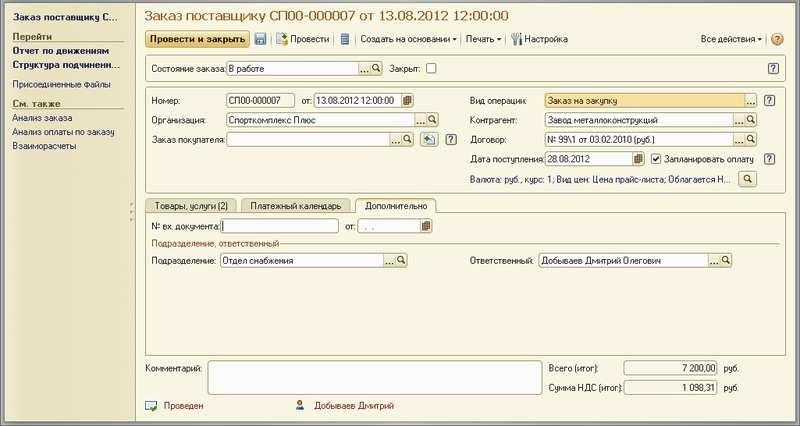 Заказ поставщику С...
Перейти
Отчет по движениям
Структура подчиненн...
Присоединенные файлы
См. также
Анализ заказа
Анализ оплаты по заказу
Взаиморасчеты
Заказ поставщику СП00-000007 от 13.08.2012 12:00:00
Провести и закрыть Провести Создать на основании Печать Настройка Все действия ?
Состояние заказа: В работе ... Закрыт: ?
Номер: СП00-000007 от: 13.08.2012 12:00:00 Вид операции: Заказ на закупку ... ?
Организация: Спорткомплекс Плюс Контрагент: Завод металлоконструкций ...
Заказ покупателя: ... ? Договор: № 99\1 от 03.02.2010 (руб.) ...
Дата поступления: 28.08.2012 Запланировать оплату ?
Валюта: руб., курс: 1; Вид цен: Цена прайс-листа; Облагается Н...
Товары, услуги (2) Платежный календарь Дополнительно
№ вх. документа: от: . .
Подразделение, ответственный
Подразделение: Отдел снабжения ... Ответственный: Добываев Дмитрий Олегович ...
Комментарий: Всего (итог): 7 200,00 руб.
Сумма НДС (итог): 1 098,31 руб.
Проведен Добываев Дмитрий